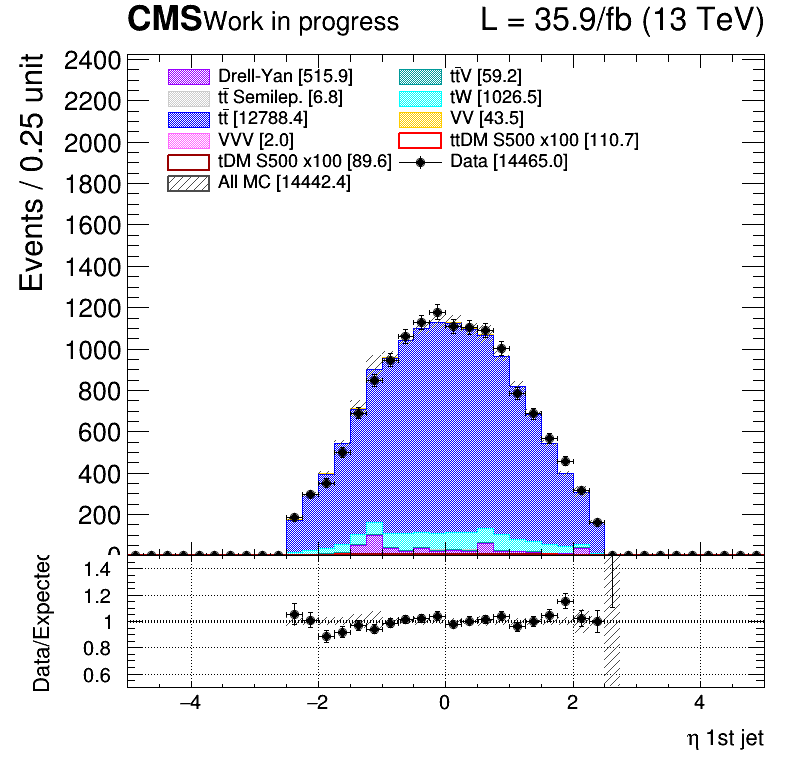 CMS Work in progress L = 35.9/fb (13 TeV)
Events / 0.25 unit
2400
2200
2000
1800
1600
1400
1200
1000
800
600
400
200
0
Drell-Yan [515.9]
tt̄V [59.2]
tt̄ Semilep. [6.8]
tW [1026.5]
tt̄ [12788.4]
VV [43.5]
VVV [2.0]
ttDM S500 x100 [110.7]
tDM S500 x100 [89.6]
Data [14465.0]
All MC [14442.4]
Data/Expected
1.4
1.2
1
0.8
0.6
−4 −2 0 2 4
η 1st jet